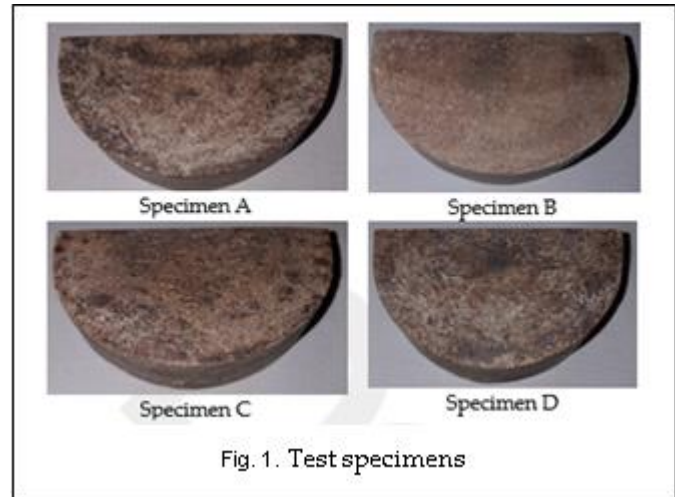 Specimen A
Specimen B
Specimen C
Specimen D
Fig. 1. Test specimens